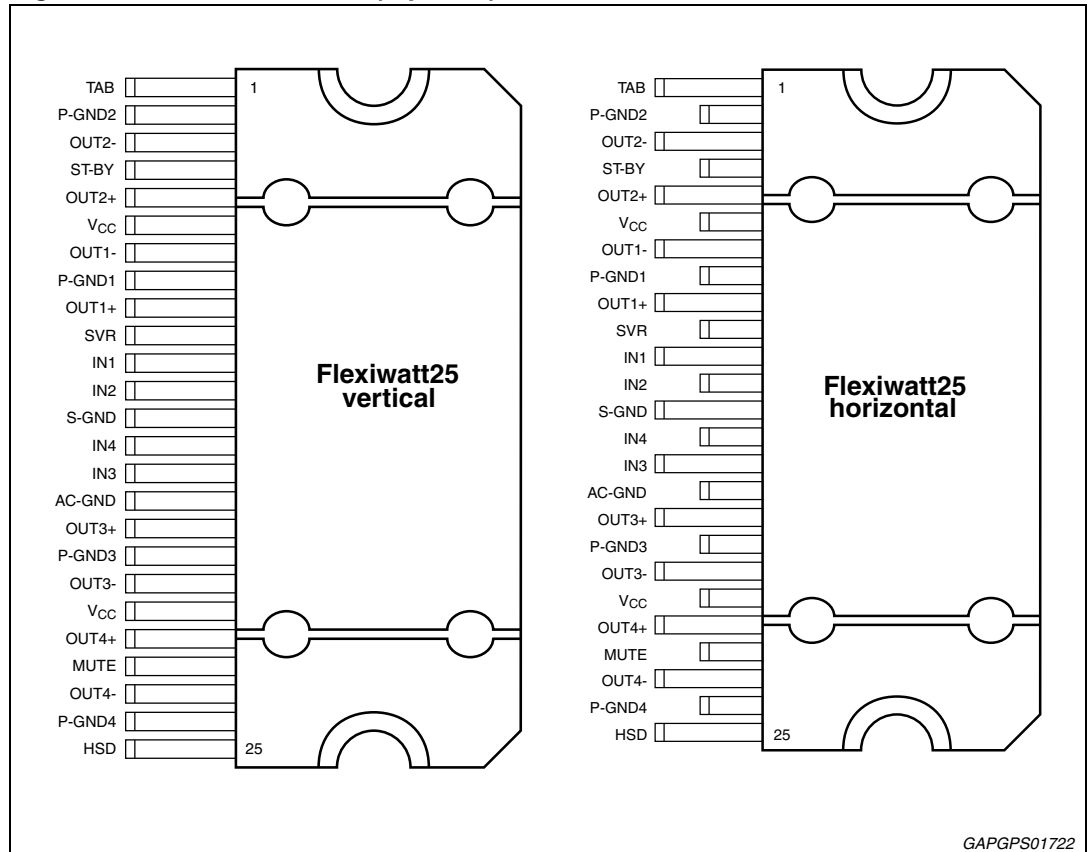 TAB
P-GND2
OUT2-
ST-BY
OUT2+
VCC
OUT1-
P-GND1
OUT1+
SVR
IN1
IN2
S-GND
IN4
IN3
AC-GND
OUT3+
P-GND3
OUT3-
VCC
OUT4+
MUTE
OUT4-
P-GND4
HSD
1
Flexiwatt25
vertical
25
TAB
P-GND2
OUT2-
ST-BY
OUT2+
VCC
OUT1-
P-GND1
OUT1+
SVR
IN1
IN2
S-GND
IN4
IN3
AC-GND
OUT3+
P-GND3
OUT3-
VCC
OUT4+
MUTE
OUT4-
P-GND4
HSD
1
Flexiwatt25
horizontal
25
GAPGPS01722